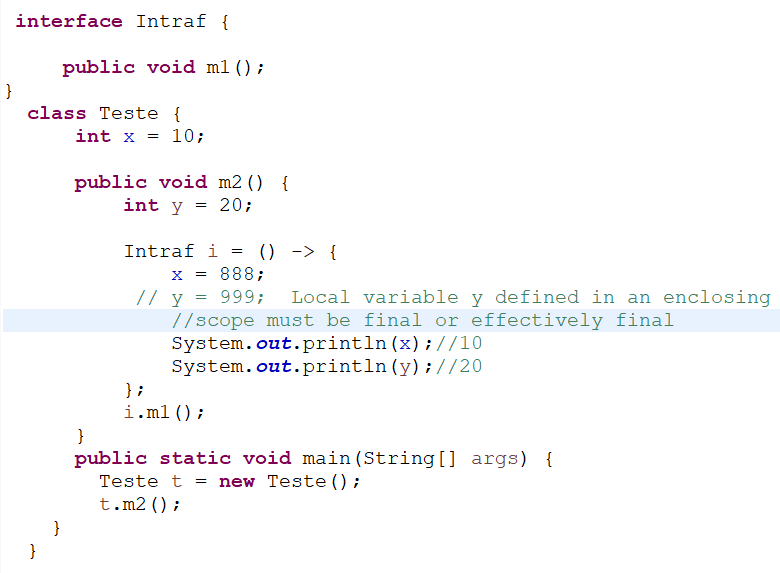 interface Intraf {
public void m1();
}
class Teste {
int x = 10;
public void m2() {
int y = 20;
Intraf i = () -> {
x = 888;
// y = 999;  Local variable y defined in an enclosing
//scope must be final or effectively final
System.out.println(x);//10
System.out.println(y);//20
};
i.m1();
}
public static void main(String[] args) {
Teste t = new Teste();
t.m2();
}
}